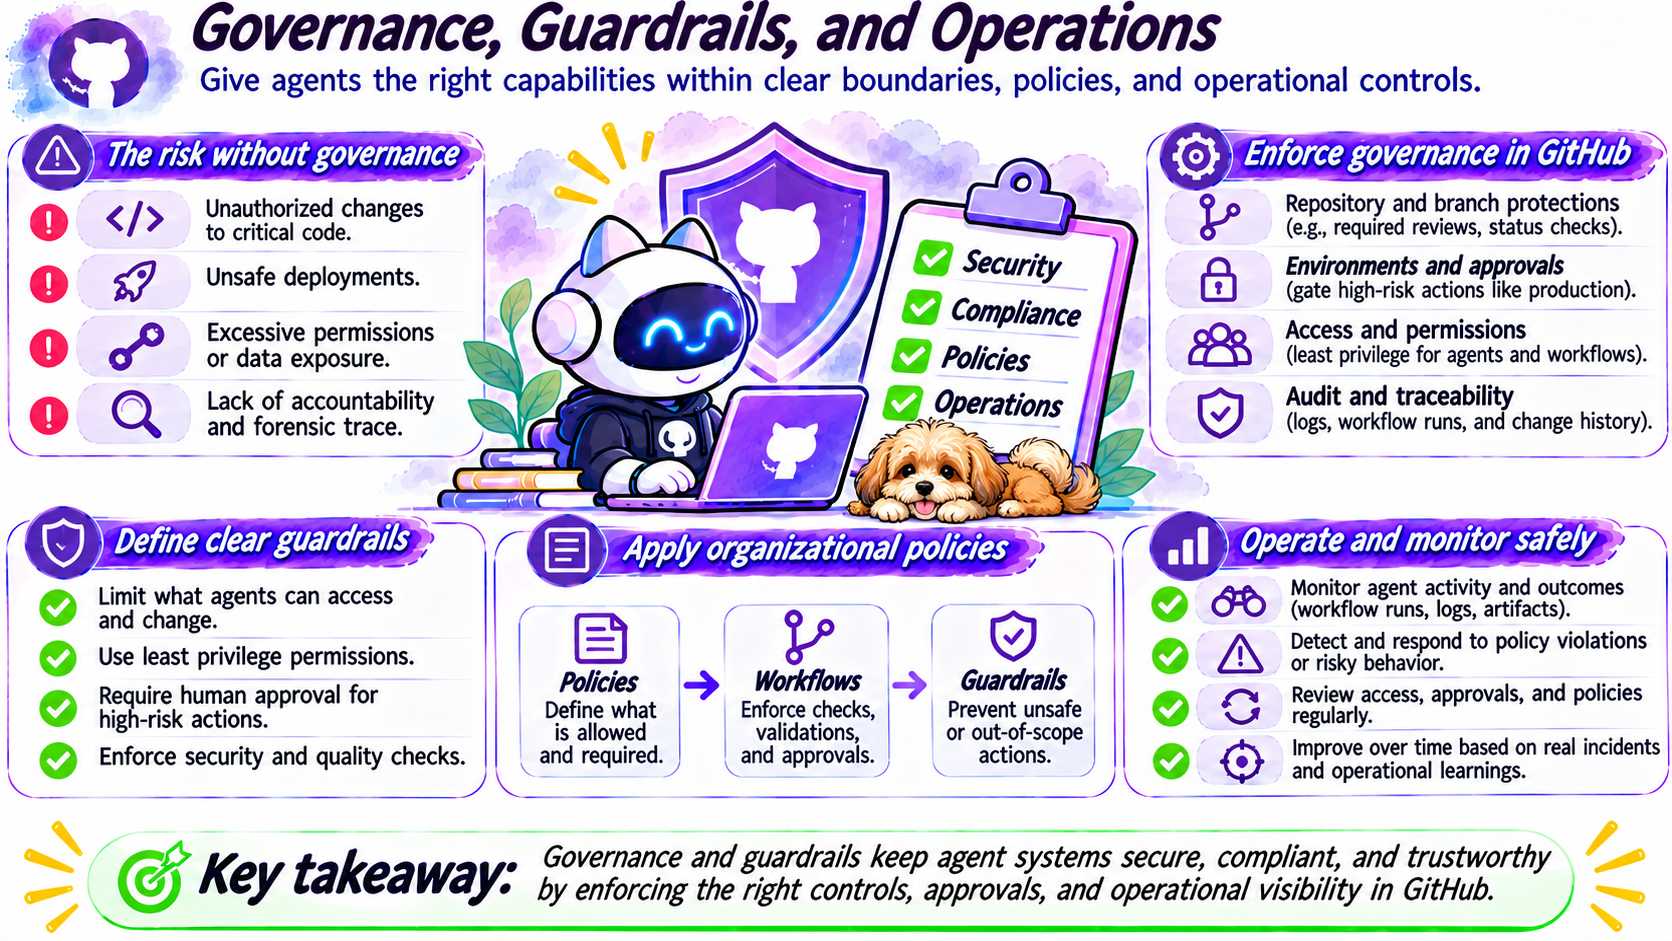 Governance, Guardrails, and Operations
Give agents the right capabilities within clear boundaries, policies, and operational controls.
The risk without governance
Unauthorized changes
to critical code.
Unsafe deployments.
Excessive permissions
or data exposure.
Lack of accountability
and forensic trace.
Security
Compliance
Policies
Operations
Enforce governance in GitHub
Repository and branch protections
(e.g., required reviews, status checks).
Environments and approvals
(gate high-risk actions like production).
Access and permissions
(least privilege for agents and workflows).
Audit and traceability
(logs, workflow runs, and change history).
Define clear guardrails
Limit what agents can access
and change.
Use least privilege permissions.
Require human approval for
high-risk actions.
Enforce security and quality checks.
Apply organizational policies
Policies
Define what
is allowed
and required.
Workflows
Enforce checks,
validations,
and approvals.
Guardrails
Prevent unsafe
or out-of-scope
actions.
Operate and monitor safely
Monitor agent activity and outcomes
(workflow runs, logs, artifacts).
Detect and respond to policy violations
or risky behavior.
Review access, approvals, and policies
regularly.
Improve over time based on real incidents
and operational learnings.
Key takeaway:
Governance and guardrails keep agent systems secure, compliant, and trustworthy
by enforcing the right controls, approvals, and operational visibility in GitHub.